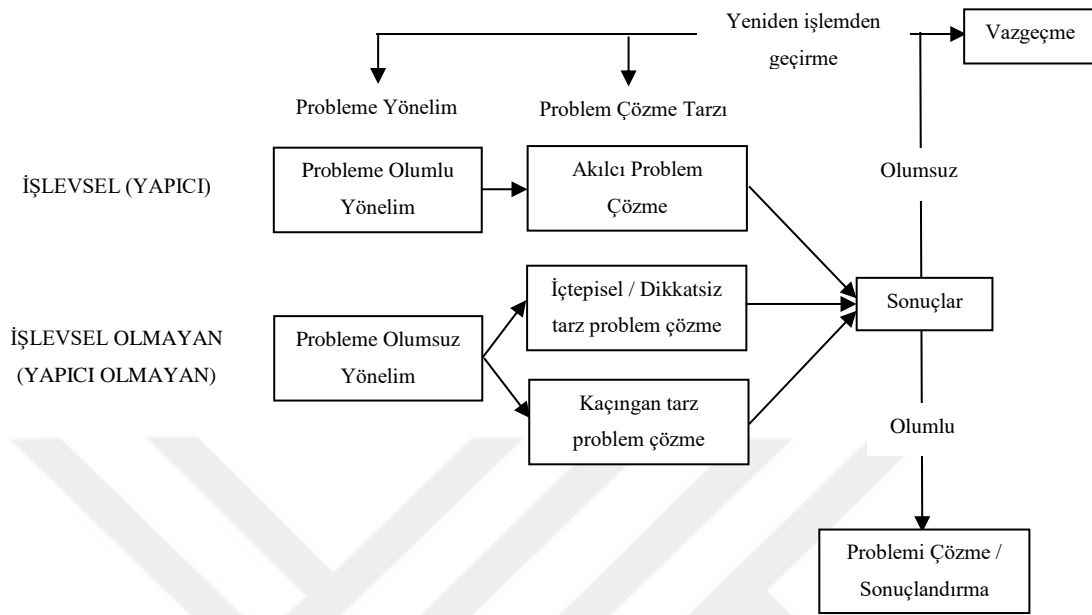 Yeniden işlemden
geçirme
Vazgeçme
Probleme Yönelim
Problem Çözme Tarzı
İŞLEVSEL (YAPICI)
Probleme Olumlu
Yönelim
Akılcı Problem
Çözme
Olumsuz
İŞLEVSEL OLMAYAN
(YAPICI OLMAYAN)
Probleme Olumsuz
Yönelim
İçtepisel / Dikkatsiz
tarz problem çözme
Kaçıngan tarz
problem çözme
Sonuçlar
Olumlu
Problemi Çözme /
Sonuçlandırma